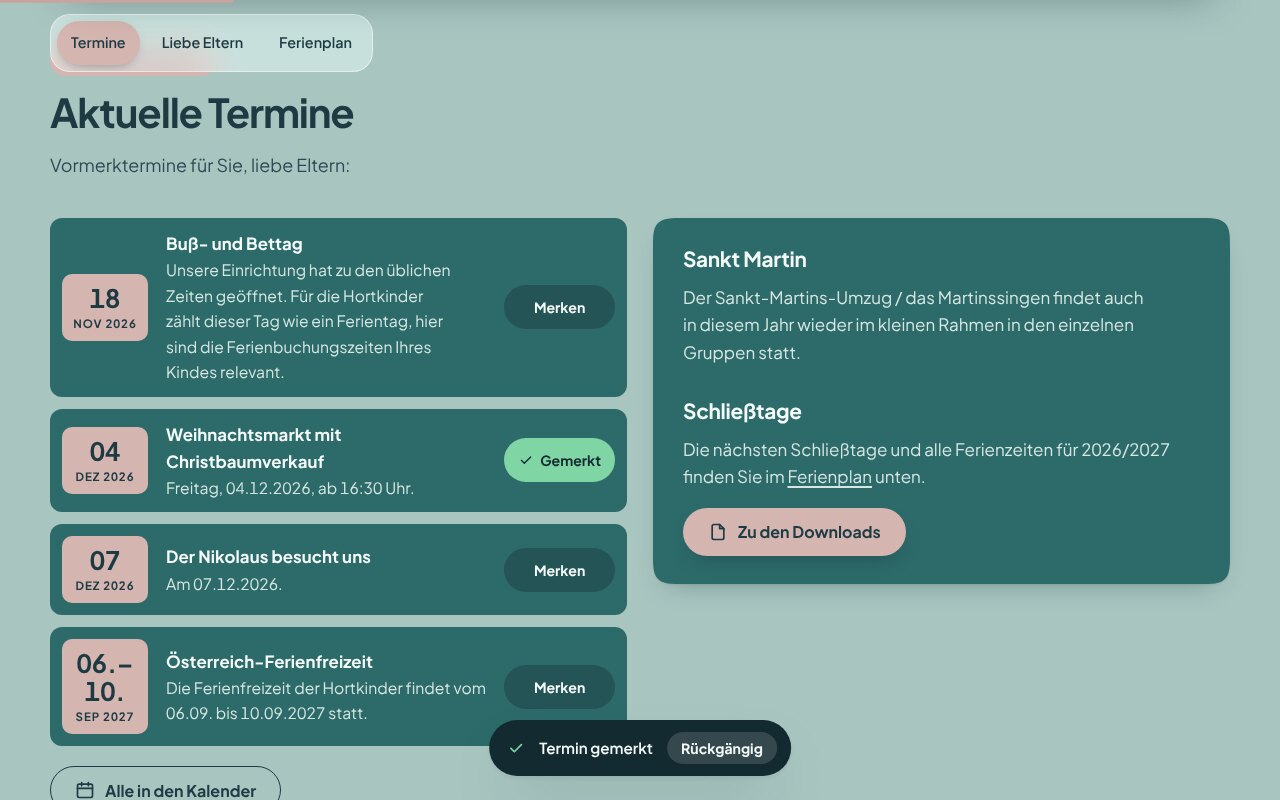 Termine
Liebe Eltern
Ferienplan
Aktuelle Termine
Vormerktermine für Sie, liebe Eltern:
18
NOV 2026
Buß- und Bettag
Unsere Einrichtung hat zu den üblichen
Zeiten geöffnet. Für die Hortkinder
zählt dieser Tag wie ein Ferientag, hier
sind die Ferienbuchungszeiten Ihres
Kindes relevant.
Merken
04
DEZ 2026
Weihnachtsmarkt mit
Christbaumverkauf
Freitag, 04.12.2026, ab 16:30 Uhr.
Gemerkt
07
DEZ 2026
Der Nikolaus besucht uns
Am 07.12.2026.
Merken
06.–
10.
SEP 2027
Österreich-Ferienfreizeit
Die Ferienfreizeit der Hortkinder findet vom
06.09. bis 10.09.2027 statt.
Merken
Alle in den Kalender
Sankt Martin
Der Sankt-Martins-Umzug / das Martinssingen findet auch
in diesem Jahr wieder im kleinen Rahmen in den einzelnen
Gruppen statt.
Schließtage
Die nächsten Schließtage und alle Ferienzeiten für 2026/2027
finden Sie im Ferienplan unten.
Zu den Downloads
Termin gemerkt
Rückgängig